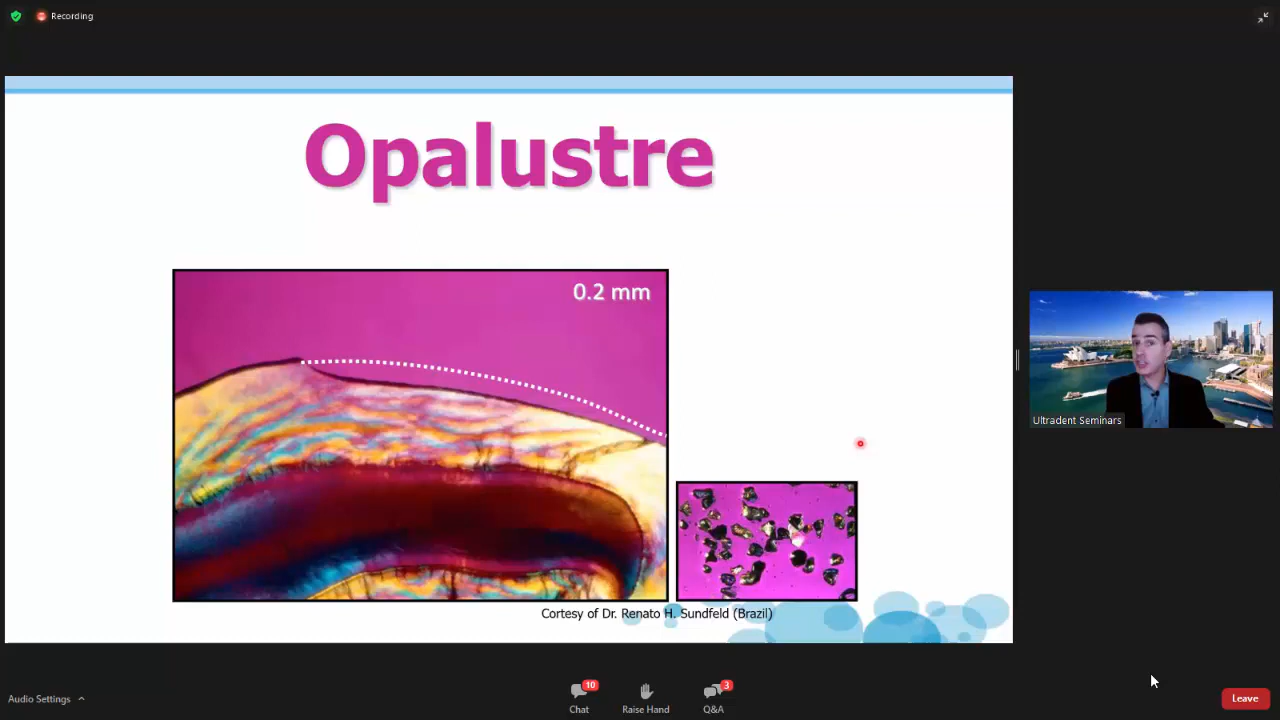 Recording
Opalustre
0.2 mm
Ultradent Seminars
Cortesy of Dr. Renato H. Sundfeld (Brazil)
Audio Settings
10
Chat
Raise Hand
3
Q&A
Leave